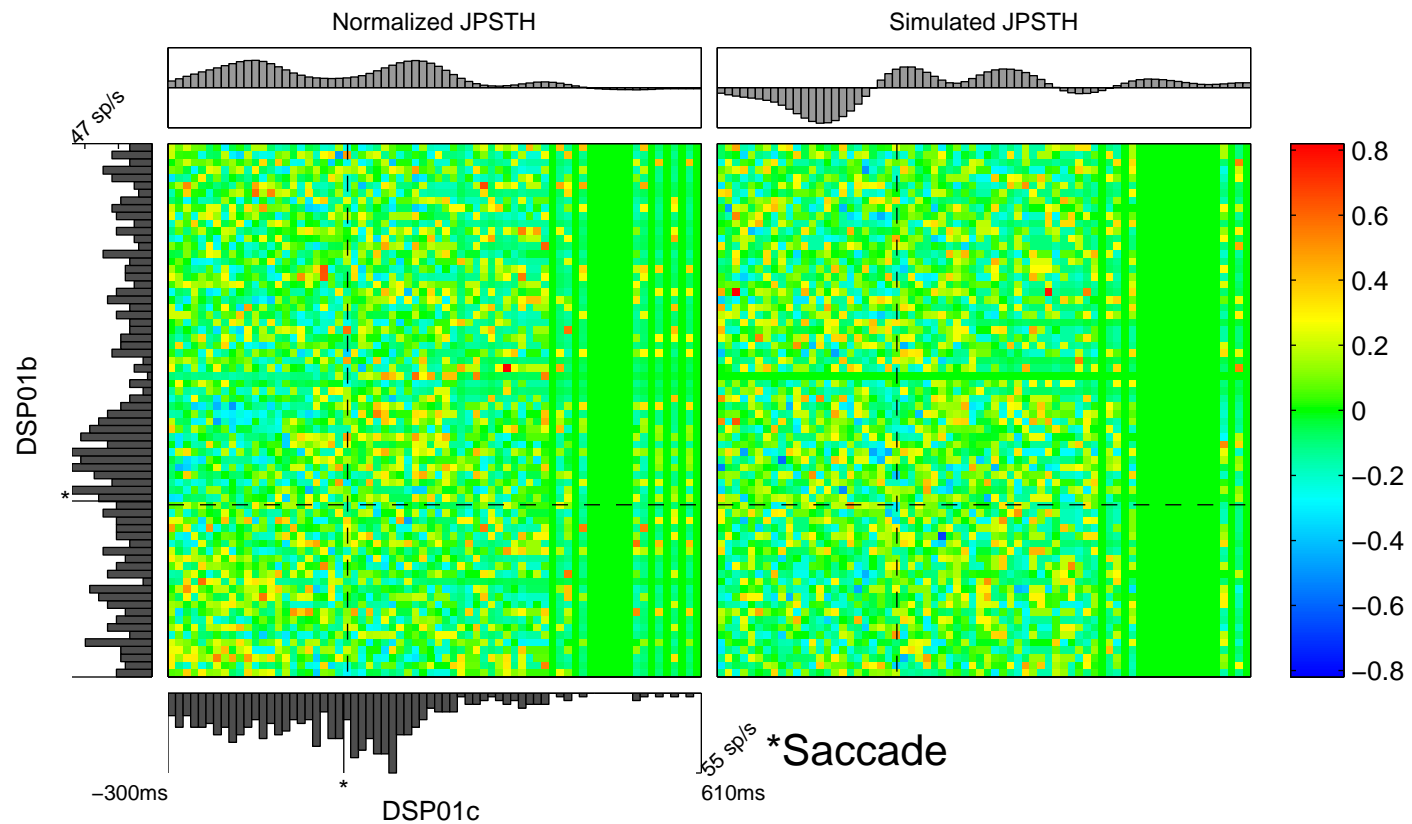 Normalized JPSTH
Simulated JPSTH
47 sp/s
DSP01b
*
0.8
0.6
0.4
0.2
0
−0.2
−0.4
−0.6
−0.8
55 sp/s
*Saccade
−300ms
*
610ms
DSP01c